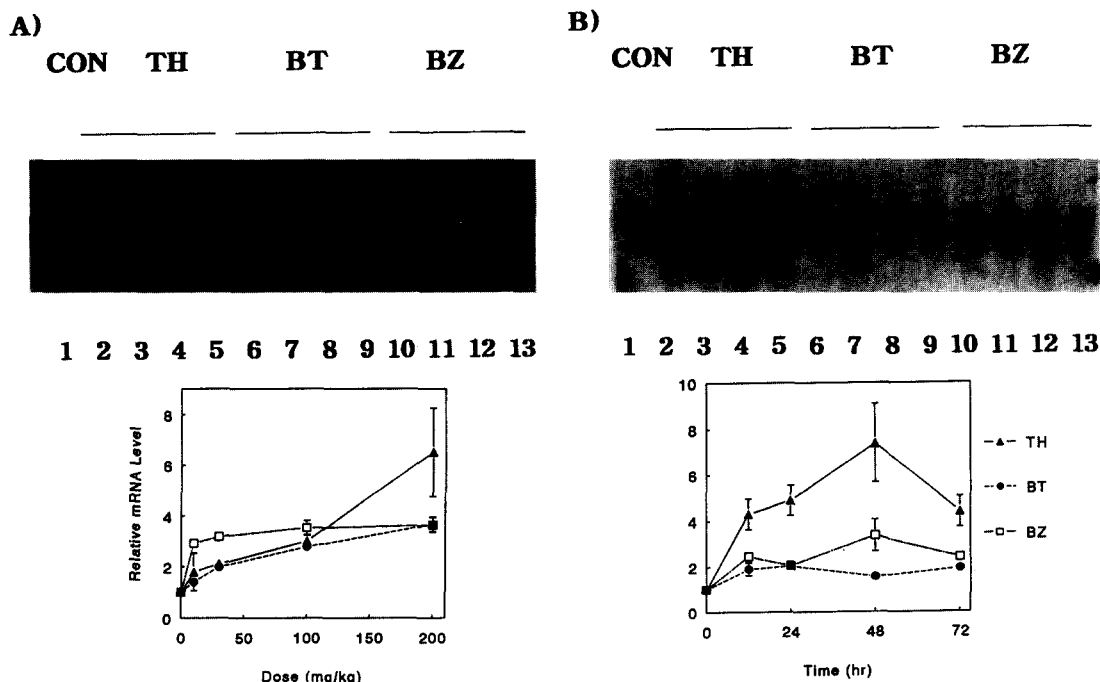 A)
CON TH BT BZ
1 2 3 4 5 6 7 8 9 10 11 12 13
Relative mRNA Level
8
6
4
2
0
0 50 100 150 200
Dose (mg/kg)
B)
CON TH BT BZ
1 2 3 4 5 6 7 8 9 10 11 12 13
10
8
6
4
2
0
0 24 48 72
Time (hr)
TH
BT
BZ